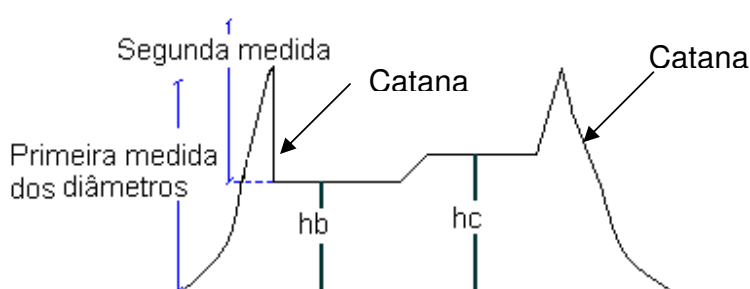 Segunda medida
Catana
Catana
Primeira medida
dos diâmetros
hb
hc